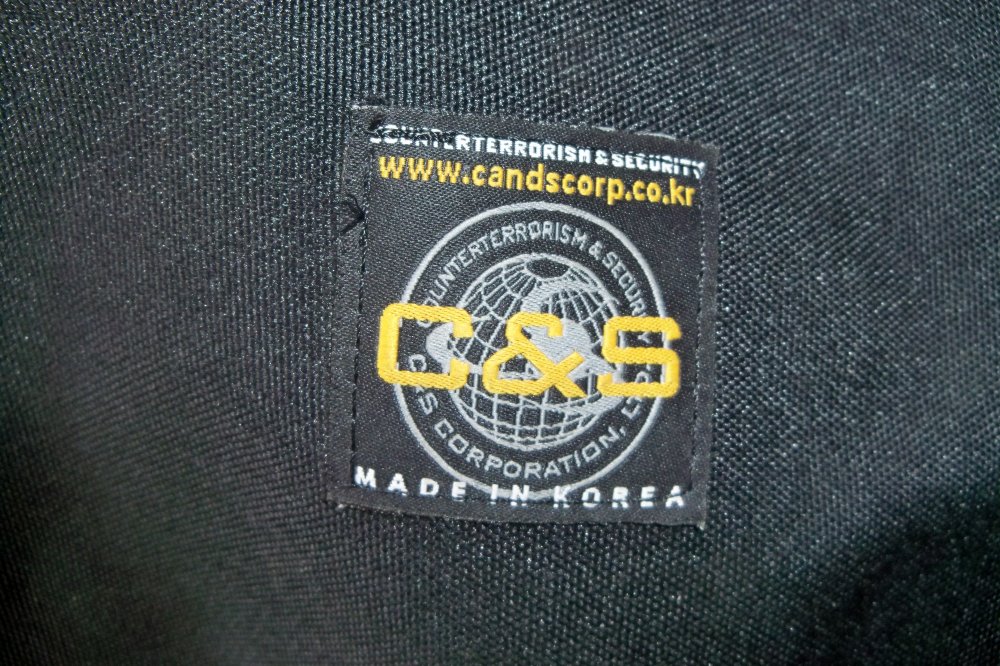 COUNTERTERRORISM & SECURITY
www.candscorp.co.kr
COUNTERTERRORISM & SECURITY
C&S
C&S CORPORATION, LTD.
MADE IN KOREA